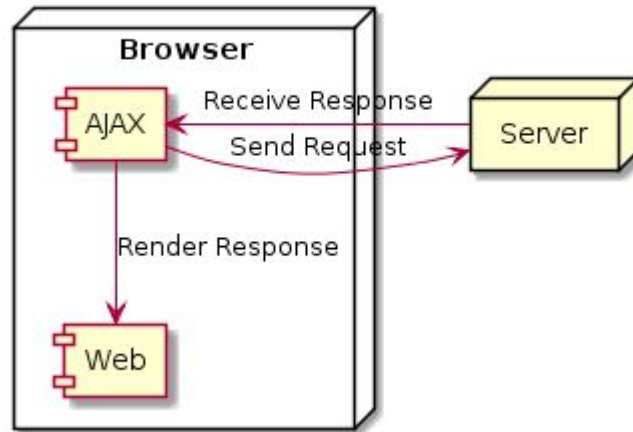 Browser
AJAX
Receive Response
Send Request
Server
Render Response
Web